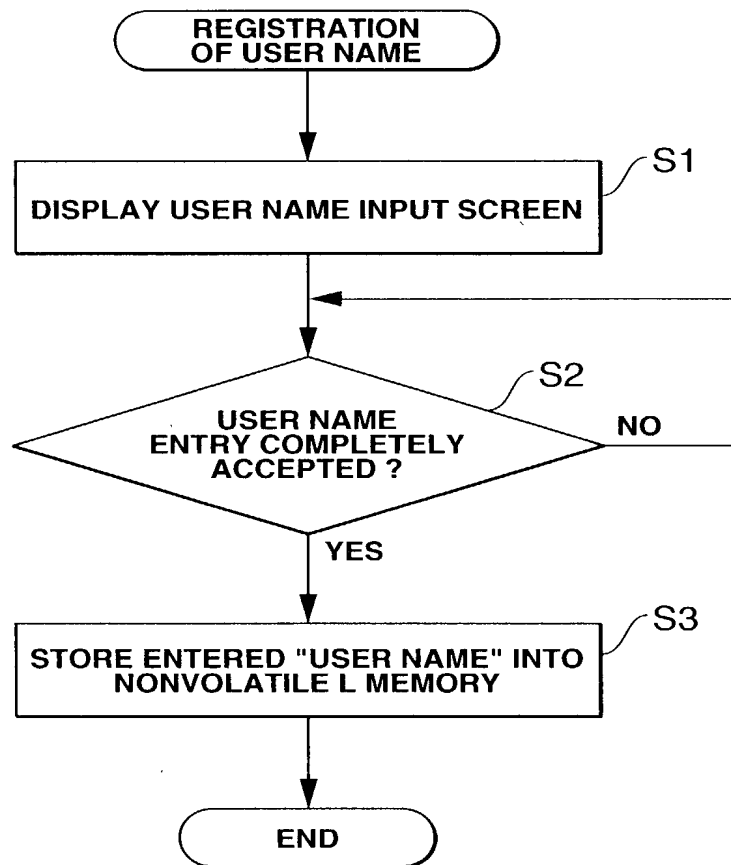 REGISTRATION
OF USER NAME
S1
DISPLAY USER NAME INPUT SCREEN
S2
USER NAME
ENTRY COMPLETELY
ACCEPTED ?
NO
YES
S3
STORE ENTERED "USER NAME" INTO
NONVOLATILE L MEMORY
END